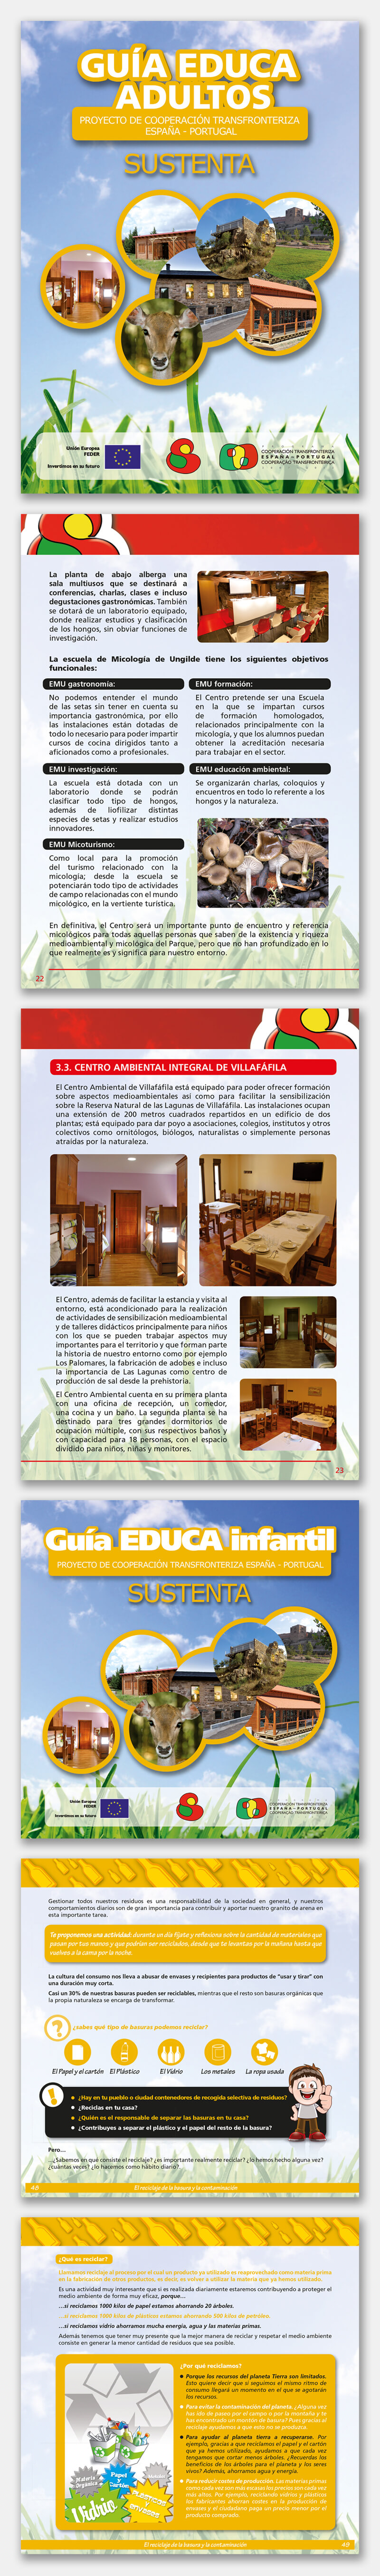 GUÍA EDUCA
ADULTOS
PROYECTO DE COOPERACIÓN TRANSFRONTERIZA
ESPAÑA - PORTUGAL
SUSTENTA
Unión Europea
FEDER
Invertimos en su futuro
COOPERACIÓN TRANSFRONTERIZA
ESPAÑA – PORTUGAL
COOPERAÇÃO TRANSFRONTEIRIÇA
La planta de abajo alberga una
sala multiusos que se destinará a
conferencias, charlas, clases e incluso
degustaciones gastronómicas. También
se dotará de un laboratorio equipado,
donde realizar estudios y clasificación
de los hongos, sin obviar funciones de
investigación.
La escuela de Micología de Ungilde tiene los siguientes objetivos
funcionales:
EMU gastronomía:
No podemos entender el mundo
de las setas sin tener en cuenta su
importancia gastronómica, por ello
las instalaciones están dotadas de
todo lo necesario para poder impartir
cursos de cocina dirigidos tanto a
aficionados como a profesionales.
EMU formación:
El Centro pretende ser una Escuela
en la que se impartan cursos
de formación homologados,
relacionados principalmente con la
micología, y que los alumnos puedan
obtener la acreditación necesaria
para trabajar en el sector.
EMU investigación:
La escuela está dotada con un
laboratorio donde se podrán
clasificar todo tipo de hongos,
además de liofilizar distintas
especies de setas y realizar estudios
innovadores.
EMU educación ambiental:
Se organizarán charlas, coloquios y
encuentros en todo lo referente a los
hongos y la naturaleza.
EMU Micoturismo:
Como local para la promoción
del turismo relacionado con la
micología; desde la escuela se
potenciarán todo tipo de actividades
de campo relacionadas con el mundo
micológico, en la vertiente turística.
En definitiva, el Centro será un importante punto de encuentro y referencia
micológicos para todas aquellas personas que saben de la existencia y riqueza
medioambiental y micológica del Parque, pero que no han profundizado en lo
que realmente es y significa para nuestro entorno.
22
3.3. CENTRO AMBIENTAL INTEGRAL DE VILLAFÁFILA
El Centro Ambiental de Villafáfila está equipado para poder ofrecer formación
sobre aspectos medioambientales así como para facilitar la sensibilización
sobre la Reserva Natural de las Lagunas de Villafáfila. Las instalaciones ocupan
una extensión de 200 metros cuadrados repartidos en un edificio de dos
plantas; está equipado para dar poyo a asociaciones, colegios, institutos y otros
colectivos como ornitólogos, biólogos, naturalistas o simplemente personas
atraídas por la naturaleza.
El Centro, además de facilitar la estancia y visita al
entorno, está acondicionado para la realización
de actividades de sensibilización medioambiental
y de talleres didácticos principalmente para niños
con los que se pueden trabajar aspectos muy
importantes para el territorio y que forman parte
la historia de nuestro entorno como por ejemplo
Los Palomares, la fabricación de adobes e incluso
la importancia de Las Lagunas como centro de
producción de sal desde la prehistoria.
El Centro Ambiental cuenta en su primera planta
con una oficina de recepción, un comedor,
una cocina y un baño. La segunda planta se ha
destinado para tres grandes dormitorios de
ocupación múltiple, con sus respectivos baños y
con capacidad para 18 personas, con el espacio
dividido para niños, niñas y monitores.
23
Guía EDUCA infantil
PROYECTO DE COOPERACIÓN TRANSFRONTERIZA ESPAÑA - PORTUGAL
SUSTENTA
Unión Europea
FEDER
Invertimos en su futuro
COOPERACIÓN TRANSFRONTERIZA
ESPAÑA – PORTUGAL
COOPERAÇÃO TRANSFRONTEIRIÇA
Gestionar todos nuestros residuos es una responsabilidad de la sociedad en general, y nuestros
comportamientos diarios son de gran importancia para contribuir y aportar nuestro granito de arena en
esta importante tarea.
Te proponemos una actividad: durante un día fíjate y reflexiona sobre la cantidad de materiales que
pasan por tus manos y que podrían ser reciclados, desde que te levantas por la mañana hasta que
vuelves a la cama por la noche.
La cultura del consumo nos lleva a abusar de envases y recipientes para productos de "usar y tirar" con
una duración muy corta.
Casi un 30% de nuestras basuras pueden ser reciclables, mientras que el resto son basuras orgánicas que
la propia naturaleza se encarga de transformar.
¿sabes qué tipo de basuras podemos reciclar?
El Papel y el cartón
El Plástico
El Vidrio
Los metales
La ropa usada
¿Hay en tu pueblo o ciudad contenedores de recogida selectiva de residuos?
¿Reciclas en tu casa?
¿Quién es el responsable de separar las basuras en tu casa?
¿Contribuyes a separar el plástico y el papel del resto de la basura?
Pero...
...¿Sabemos en qué consiste el reciclaje? ¿es importante realmente reciclar? ¿lo hemos hecho alguna vez?
¿cuántas veces? ¿lo hacemos como hábito diario?
48
El reciclaje de la basura y la contaminación
¿Qué es reciclar?
Llamamos reciclaje al proceso por el cual un producto ya utilizado es reaprovechado como materia prima
en la fabricación de otros productos, es decir, es volver a utilizar la materia que ya hemos utilizado.
Es una actividad muy interesante que si es realizada diariamente estaremos contribuyendo a proteger el
medio ambiente de forma muy eficaz, porque...
...si reciclamos 1000 kilos de papel estamos ahorrando 20 árboles.
...si reciclamos 1000 kilos de plásticos estamos ahorrando 500 kilos de petróleo.
...si reciclamos vidrio ahorramos mucha energía, agua y las materias primas.
Además tenemos que tener muy presente que la mejor manera de reciclar y respetar el medio ambiente
consiste en generar la menor cantidad de residuos que sea posible.
¿Por qué reciclamos?
Porque los recursos del planeta Tierra son limitados.
Esto quiere decir que si seguimos el mismo ritmo de
consumo llegará un momento en el que se agotarán
los recursos.
Para evitar la contaminación del planeta. ¿Alguna vez
has ido de paseo por el campo o por la montaña y te
has encontrado un montón de basura? Pues gracias al
reciclaje ayudamos a que esto no se produzca.
Para ayudar al planeta tierra a recuperarse. Por
ejemplo, gracias a que reciclamos el papel y el cartón
que ya hemos utilizado, ayudamos a que cada vez
tengamos que cortar menos árboles. ¿Recuerdas los
beneficios de los árboles para el planeta y los seres
vivos? Además, ahorramos agua y energía.
Para reducir costes de producción. Las materias primas
como cada vez son más escasas los precios son cada vez
más altos. Por ejemplo, reciclando vidrios y plásticos
los fabricantes ahorran costes en la producción de
envases y el ciudadano paga un precio menor por el
producto comprado.
Materia
orgánica
Papel
Cartón
Vidrio
PLÁSTICOS
ENVASES
El reciclaje de la basura y la contaminación
49